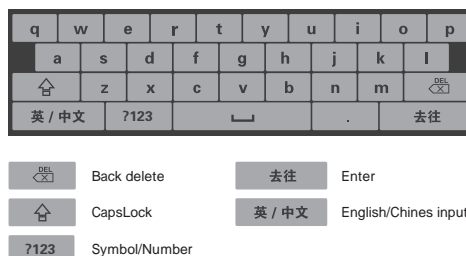 q w e r t y u i o p
a s d f g h j k l
z x c v b n m DEL
英 / 中文 ?123 . 去往
DEL Back delete 去往 Enter
CapsLock 英 / 中文 English/Chines input
?123 Symbol/Number